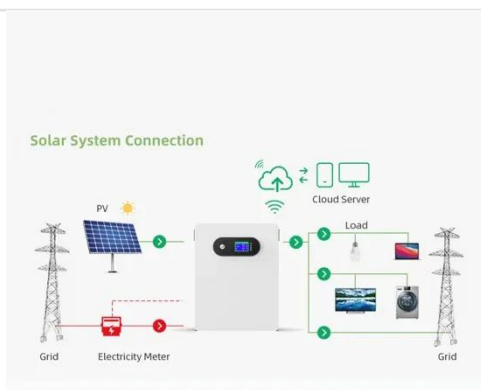 Solar System Connection
Cloud Server
PV
Load
Grid
Electricity Meter
Grid